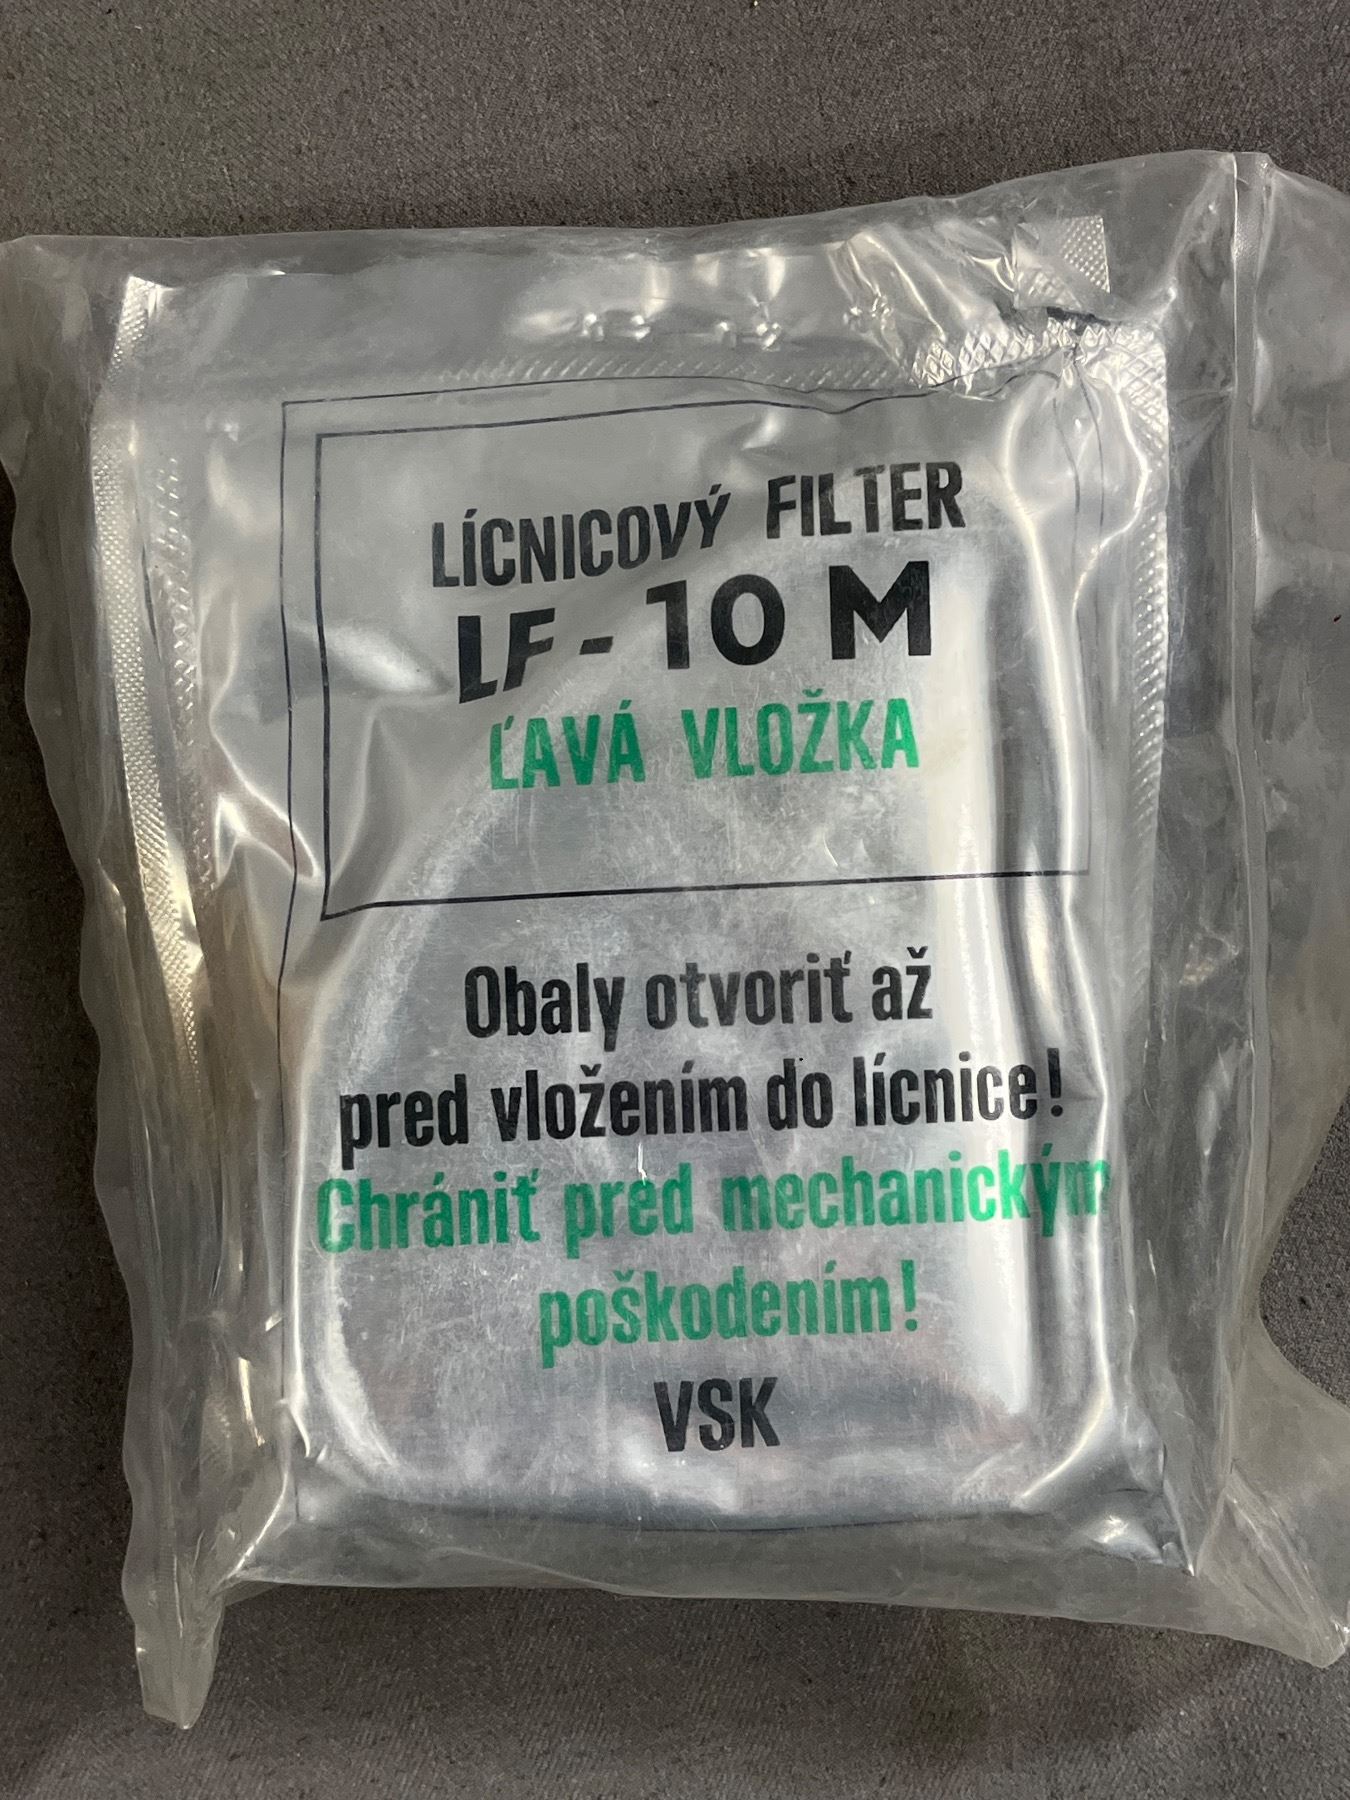 LÍCNICOVÝ FILTER
LF - 10 M
ĽAVÁ VLOŽKA
Obaly otvoriť až
pred vložením do lícnice!
Chrániť pred mechanickým
poškodením!
VSK